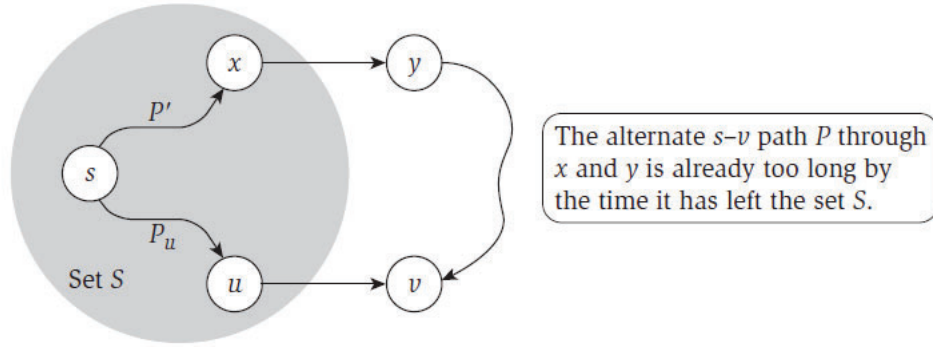 x
y
P′
s
P_u
Set S
u
v
The alternate s–v path P through
x and y is already too long by
the time it has left the set S.